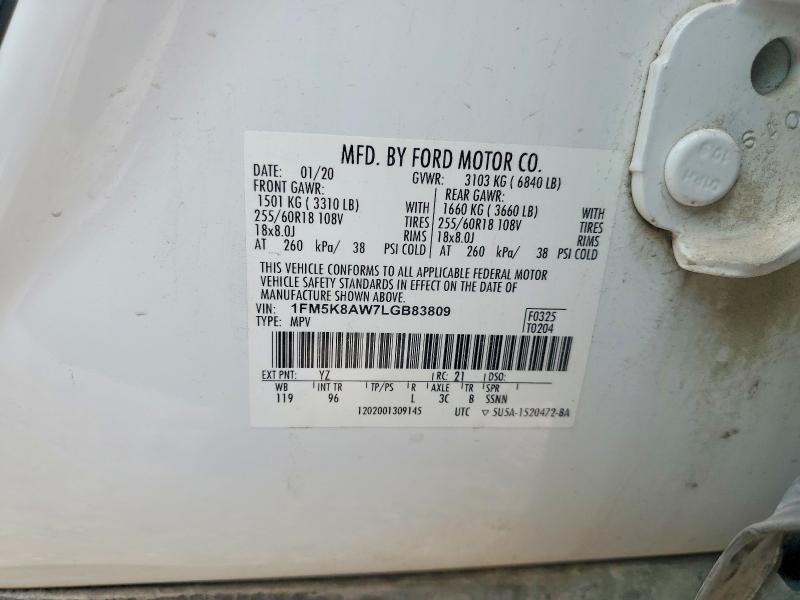 MFD. BY FORD MOTOR CO.
DATE: 01/20 GVWR: 3103 KG ( 6840 LB)
FRONT GAWR: REAR GAWR:
1501 KG ( 3310 LB) WITH 1660 KG ( 3660 LB) WITH
255/60R18 108V TIRES 255/60R18 108V TIRES
18x8.0J RIMS 18x8.0J RIMS
AT 260 kPa/ 38 PSI COLD AT 260 kPa/ 38 PSI COLD
THIS VEHICLE CONFORMS TO ALL APPLICABLE FEDERAL MOTOR
VEHICLE SAFETY STANDARDS IN EFFECT ON THE DATE OF
MANUFACTURE SHOWN ABOVE.
VIN: 1FM5K8AW7LGB83809 F0325
TYPE: MPV T0204
EXT PNT: YZ RC: 21 DSO:
WB INT TR TP/PS R AXLE TR SPR
119 96 L 3C B SSNN
1202001309145 UTC ▽ 5U5A-1520472-BA